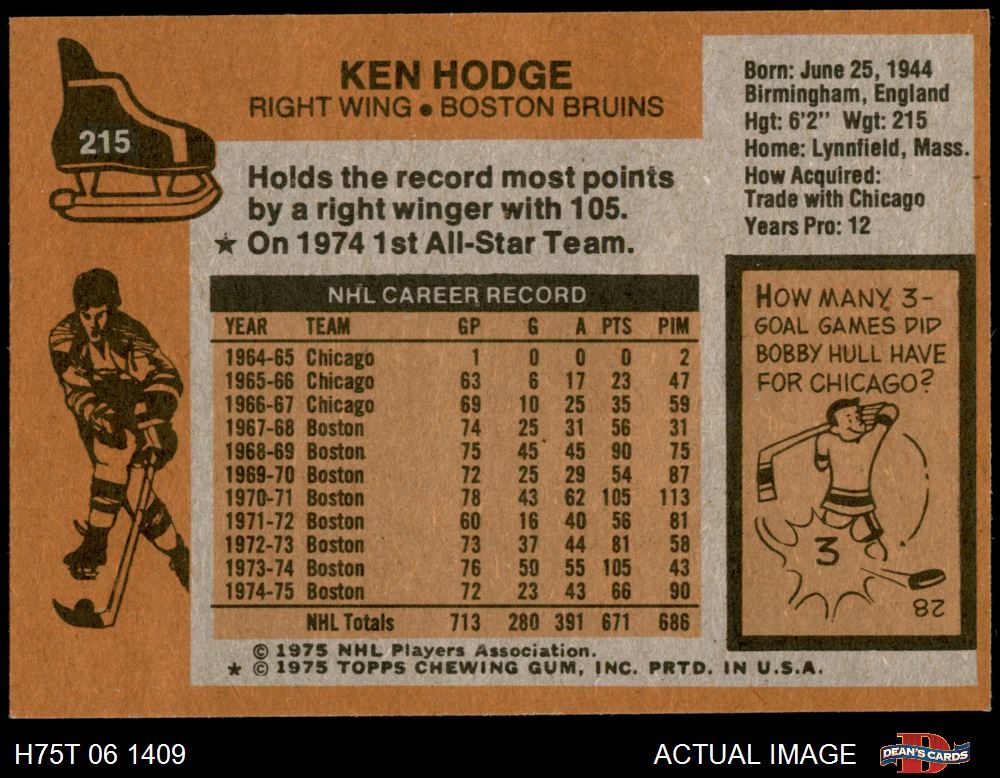 215
KEN HODGE
RIGHT WING • BOSTON BRUINS
Holds the record most points
by a right winger with 105.
★ On 1974 1st All-Star Team.
Born: June 25, 1944
Birmingham, England
Hgt: 6'2" Wgt: 215
Home: Lynnfield, Mass.
How Acquired:
Trade with Chicago
Years Pro: 12
NHL CAREER RECORD
YEAR TEAM GP G A PTS PIM
1964-65 Chicago 1 0 0 0 2
1965-66 Chicago 63 6 17 23 47
1966-67 Chicago 69 10 25 35 59
1967-68 Boston 74 25 31 56 31
1968-69 Boston 75 45 45 90 75
1969-70 Boston 72 25 29 54 87
1970-71 Boston 78 43 62 105 113
1971-72 Boston 60 16 40 56 81
1972-73 Boston 73 37 44 81 58
1973-74 Boston 76 50 55 105 43
1974-75 Boston 72 23 43 66 90
NHL Totals 713 280 391 671 686
HOW MANY 3-
GOAL GAMES DID
BOBBY HULL HAVE
FOR CHICAGO?
3
28
© 1975 NHL Players Association.
★ © 1975 TOPPS CHEWING GUM, INC. PRTD. IN U.S.A.
H75T 06 1409
ACTUAL IMAGE
D
DEAN'S CARDS